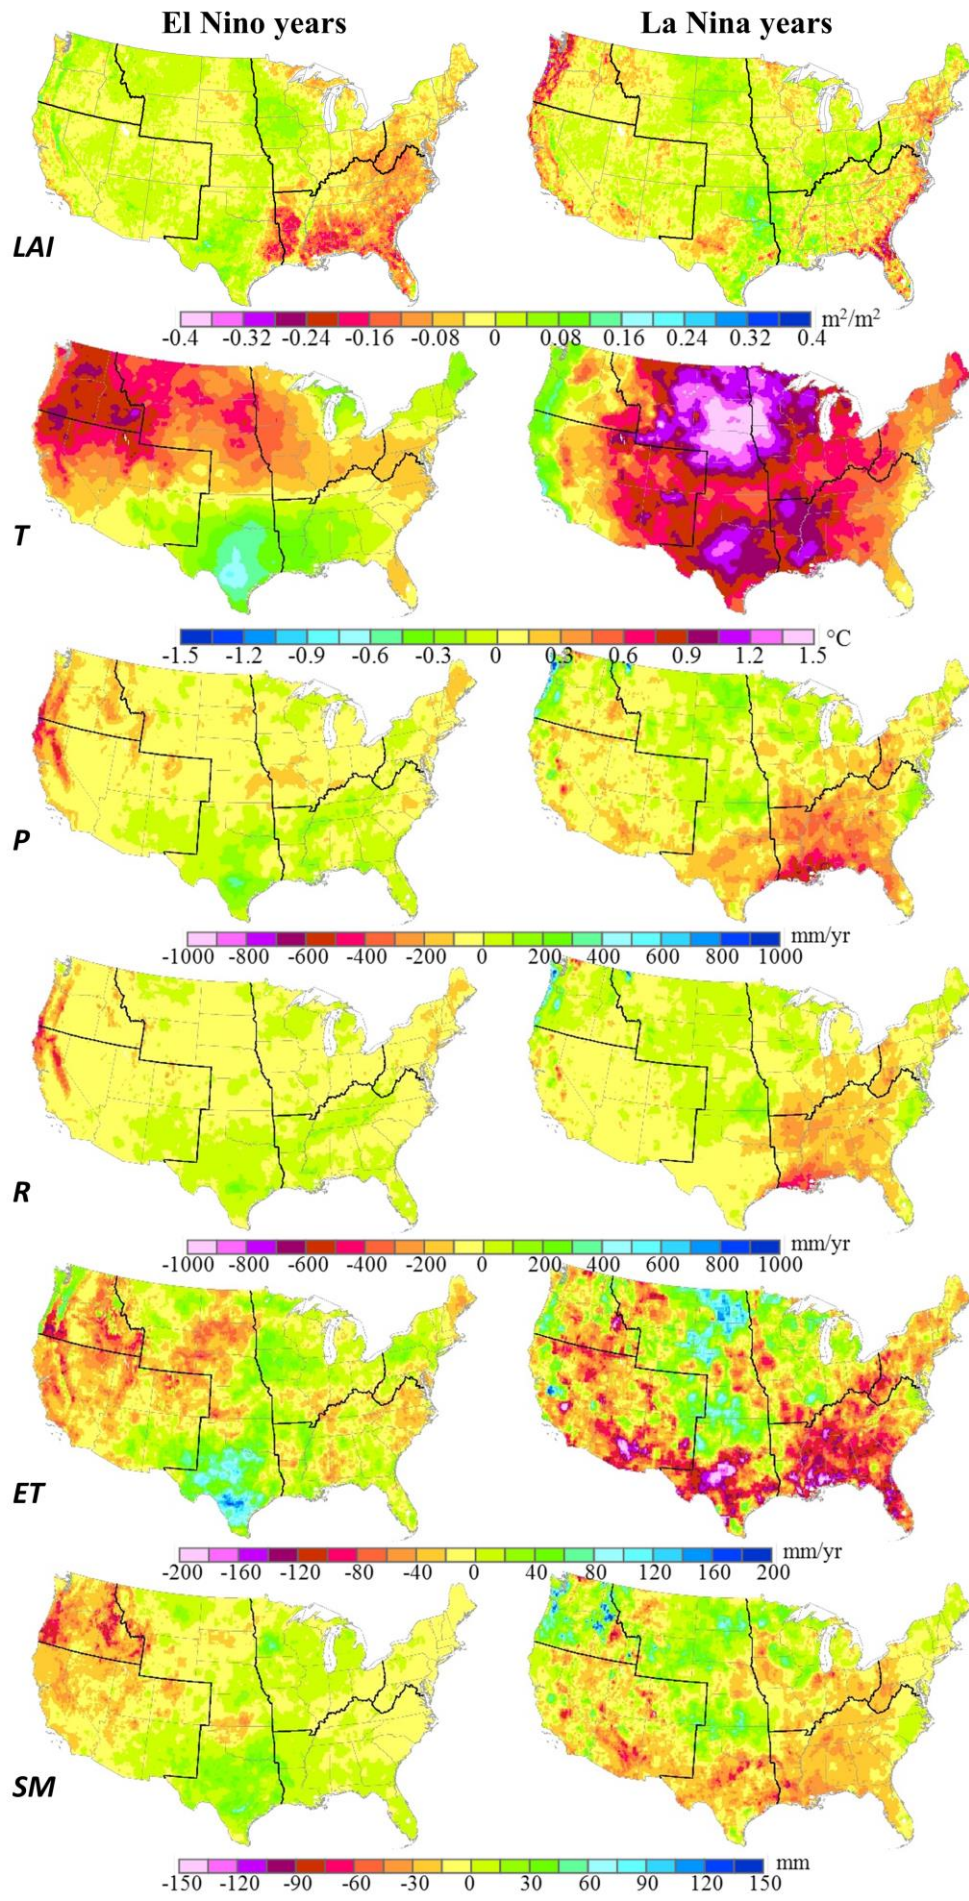 El Nino years La Nina years
LAI
-0.4 -0.32 -0.24 -0.16 -0.08 0 0.08 0.16 0.24 0.32 0.4 m²/m²
T
-1.5 -1.2 -0.9 -0.6 -0.3 0 0.3 0.6 0.9 1.2 1.5 °C
P
-1000 -800 -600 -400 -200 0 200 400 600 800 1000 mm/yr
R
-1000 -800 -600 -400 -200 0 200 400 600 800 1000 mm/yr
ET
-200 -160 -120 -80 -40 0 40 80 120 160 200 mm/yr
SM
-150 -120 -90 -60 -30 0 30 60 90 120 150 mm